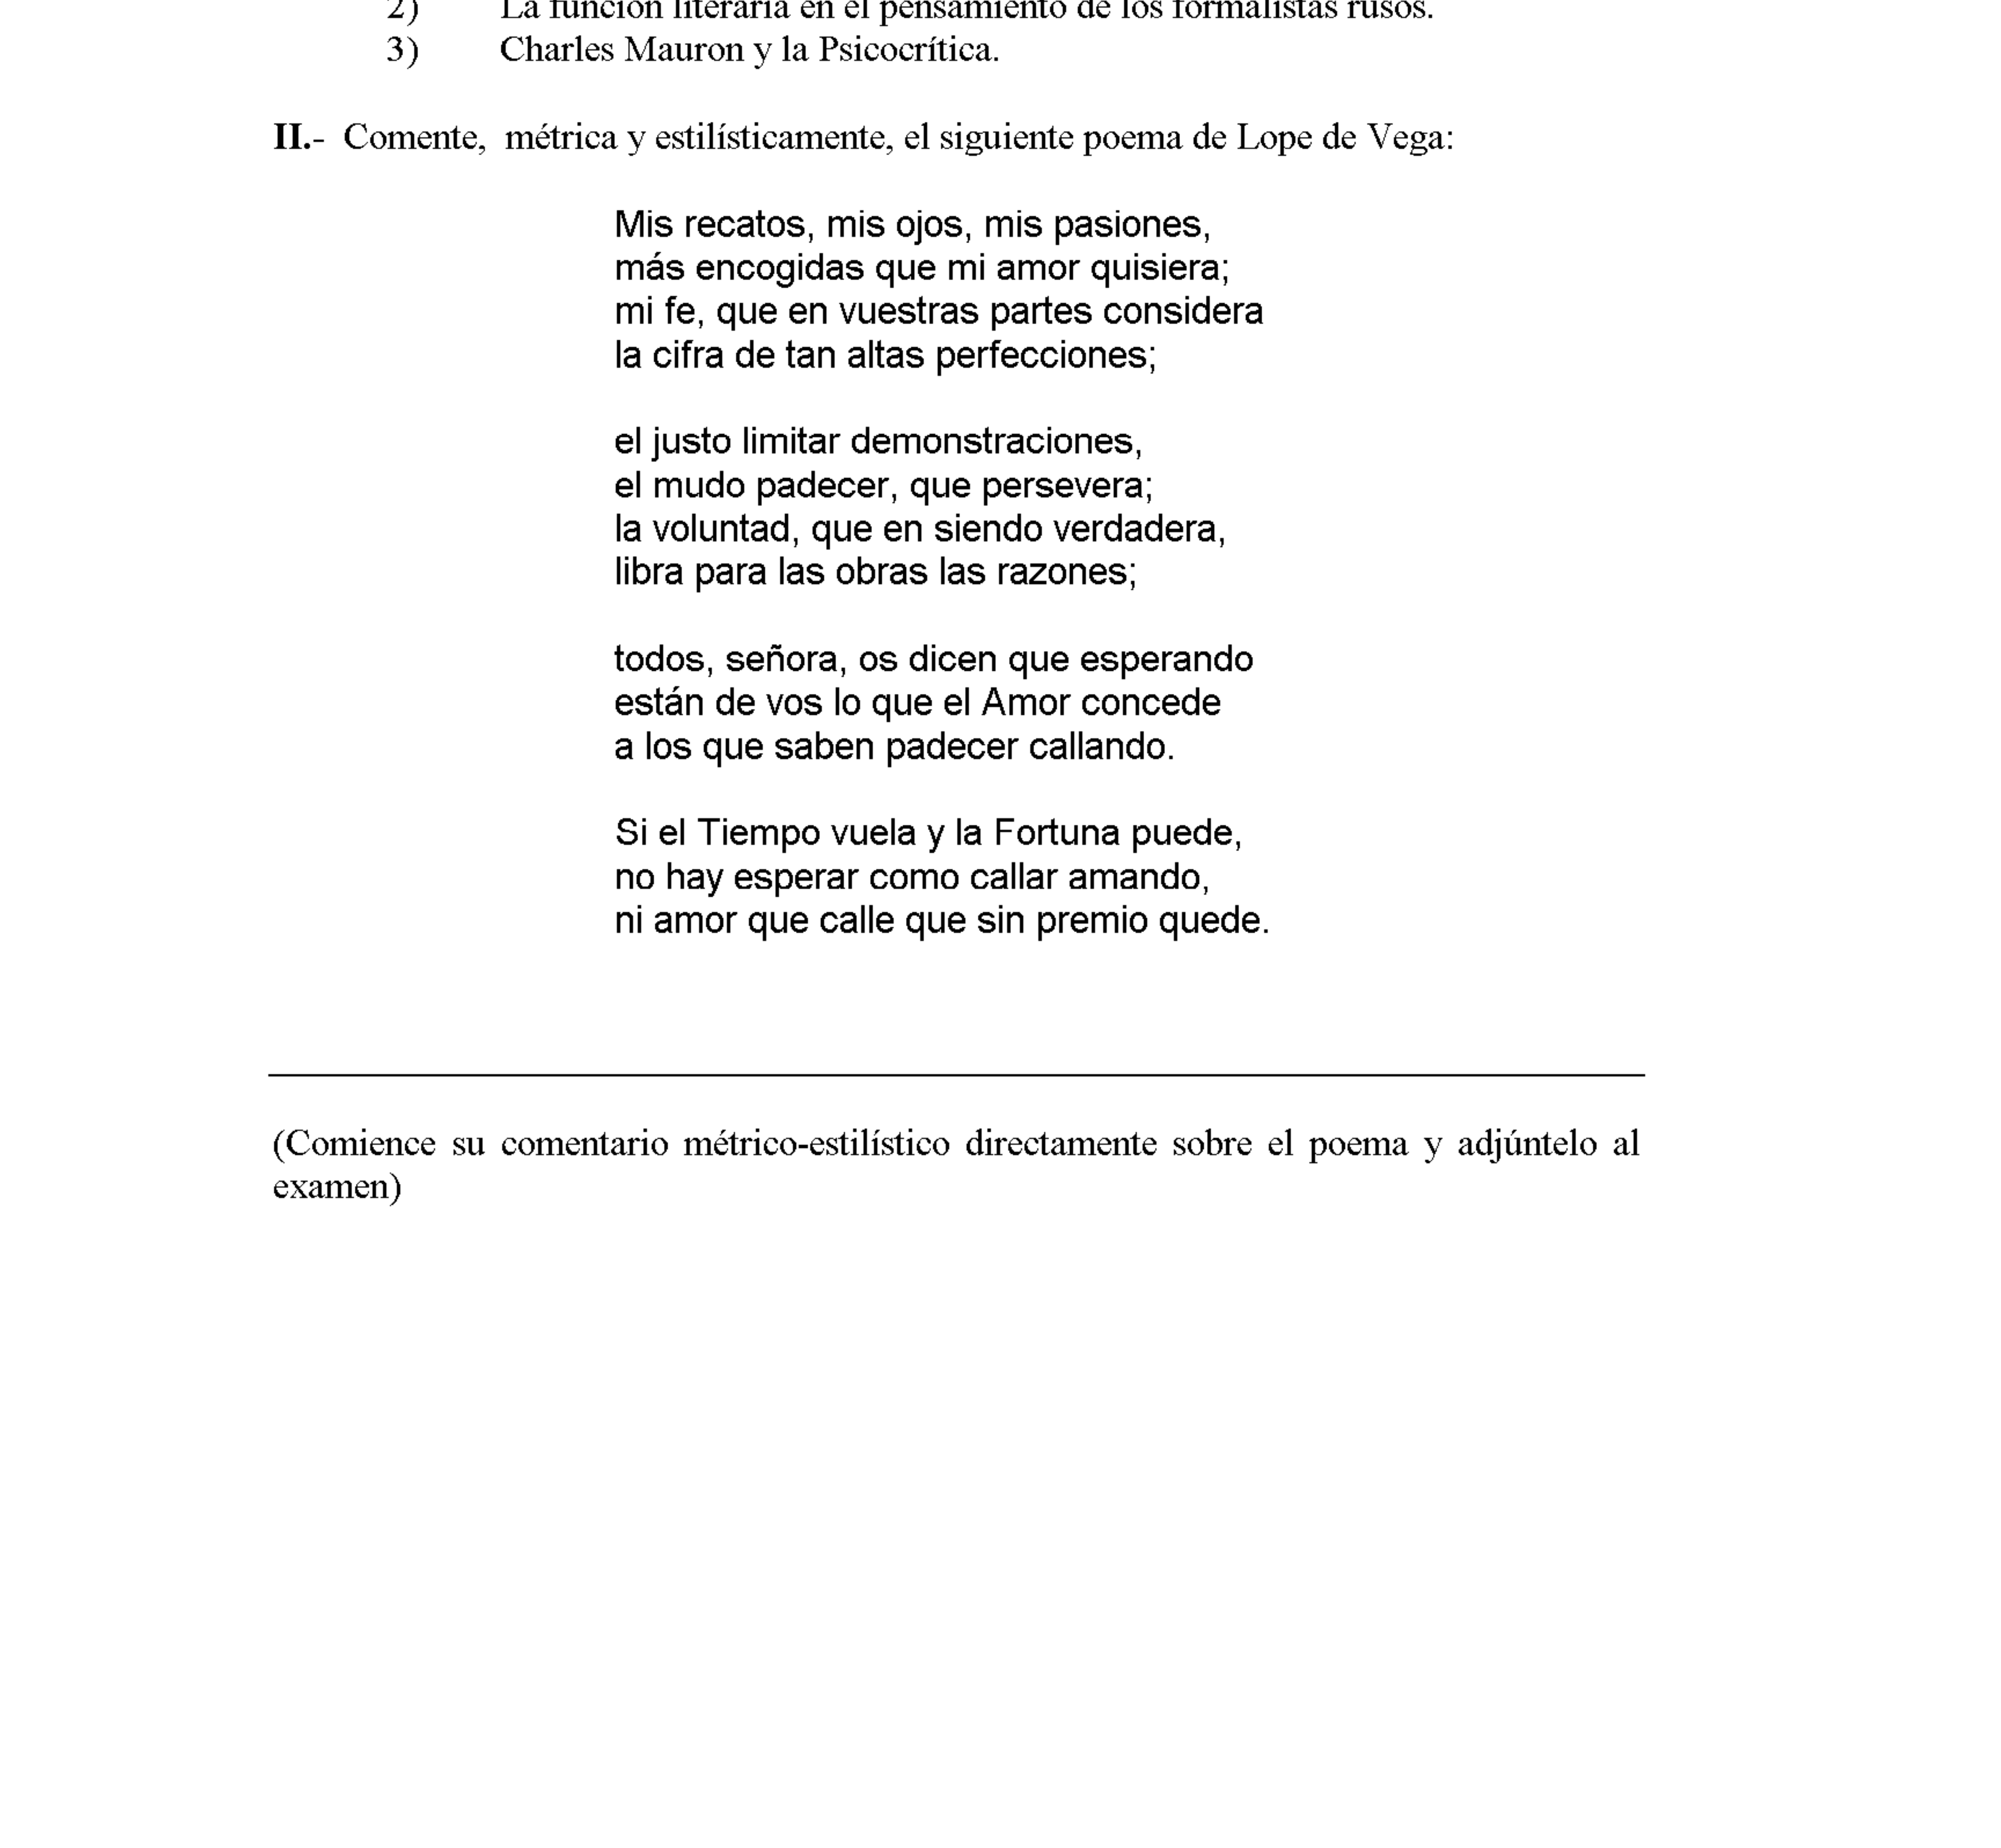 2) La función literaria en el pensamiento de los formalistas rusos.
3) Charles Mauron y la Psicocrítica.
II.- Comente, métrica y estilísticamente, el siguiente poema de Lope de Vega:
Mis recatos, mis ojos, mis pasiones,
más encogidas que mi amor quisiera;
mi fe, que en vuestras partes considera
la cifra de tan altas perfecciones;
el justo limitar demonstraciones,
el mudo padecer, que persevera;
la voluntad, que en siendo verdadera,
libra para las obras las razones;
todos, señora, os dicen que esperando
están de vos lo que el Amor concede
a los que saben padecer callando.
Si el Tiempo vuela y la Fortuna puede,
no hay esperar como callar amando,
ni amor que calle que sin premio quede.
(Comience su comentario métrico-estilístico directamente sobre el poema y adjúntelo al
examen)